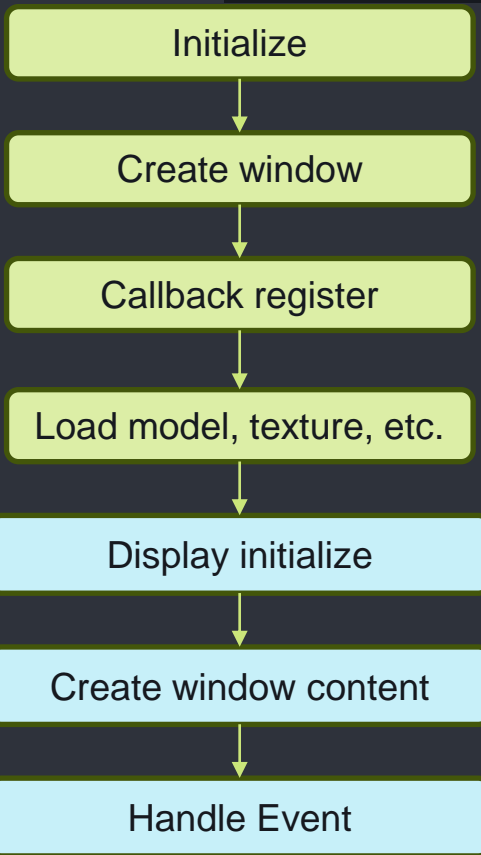 Initialize
Create window
Callback register
Load model, texture, etc.
Display initialize
Create window content
Handle Event